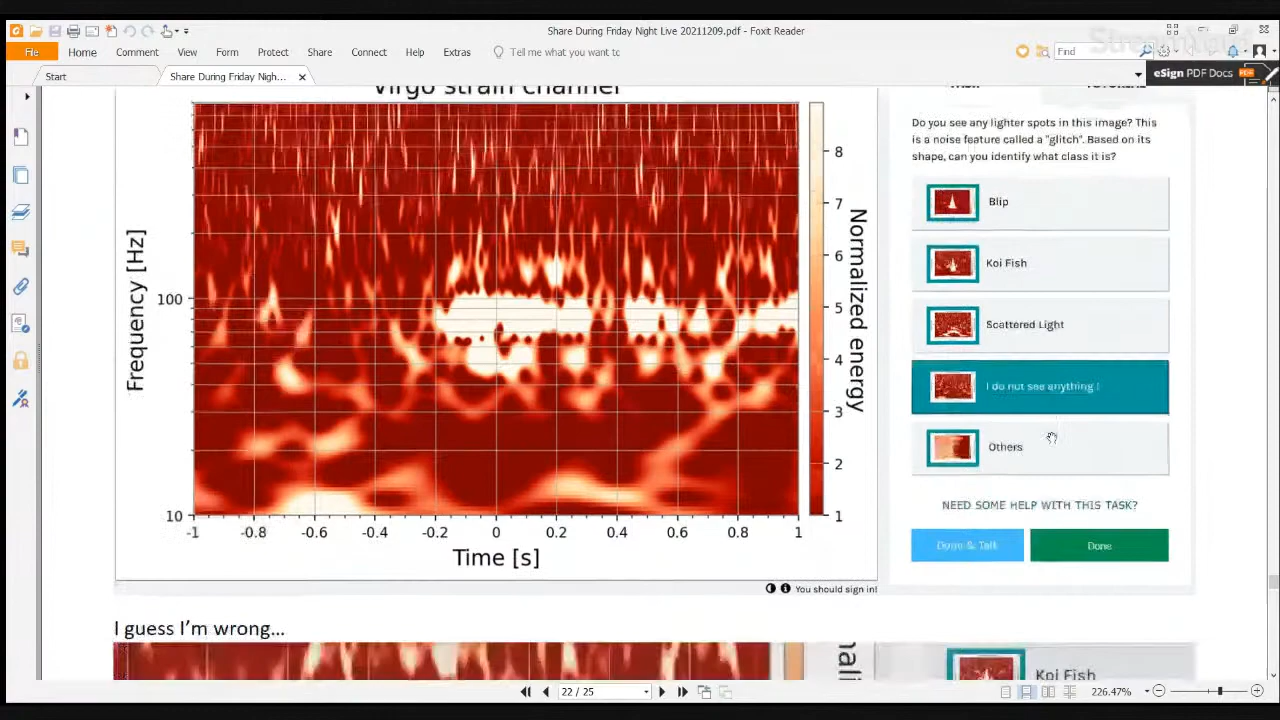 Share During Friday Night Live 20211209.pdf - Foxit Reader
File Home Comment View Form Protect Share Connect Help Extras Tell me what you want to Find
Start Share During Friday Nigh... eSign PDF Docs
Virgo strain channel
Frequency [Hz]
100
10
-1 -0.8 -0.6 -0.4 -0.2 0 0.2 0.4 0.6 0.8 1
Time [s]
8
7
6
5
4
3
2
1
Normalized energy
Do you see any lighter spots in this image? This
is a noise feature called a "glitch". Based on its
shape, can you identify what class it is?
Blip
Koi Fish
Scattered Light
I do not see anything !
Others
NEED SOME HELP WITH THIS TASK?
Done & Talk Done
You should sign in!
I guess I'm wrong...
Koi Fish
22 / 25 226.47%